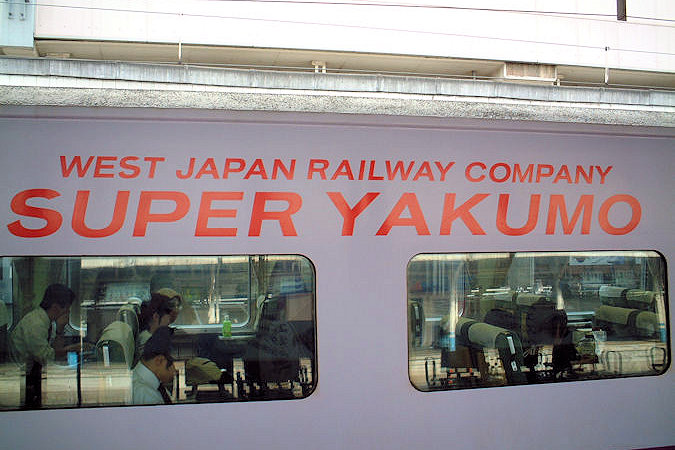 WEST JAPAN RAILWAY COMPANY
SUPER YAKUMO